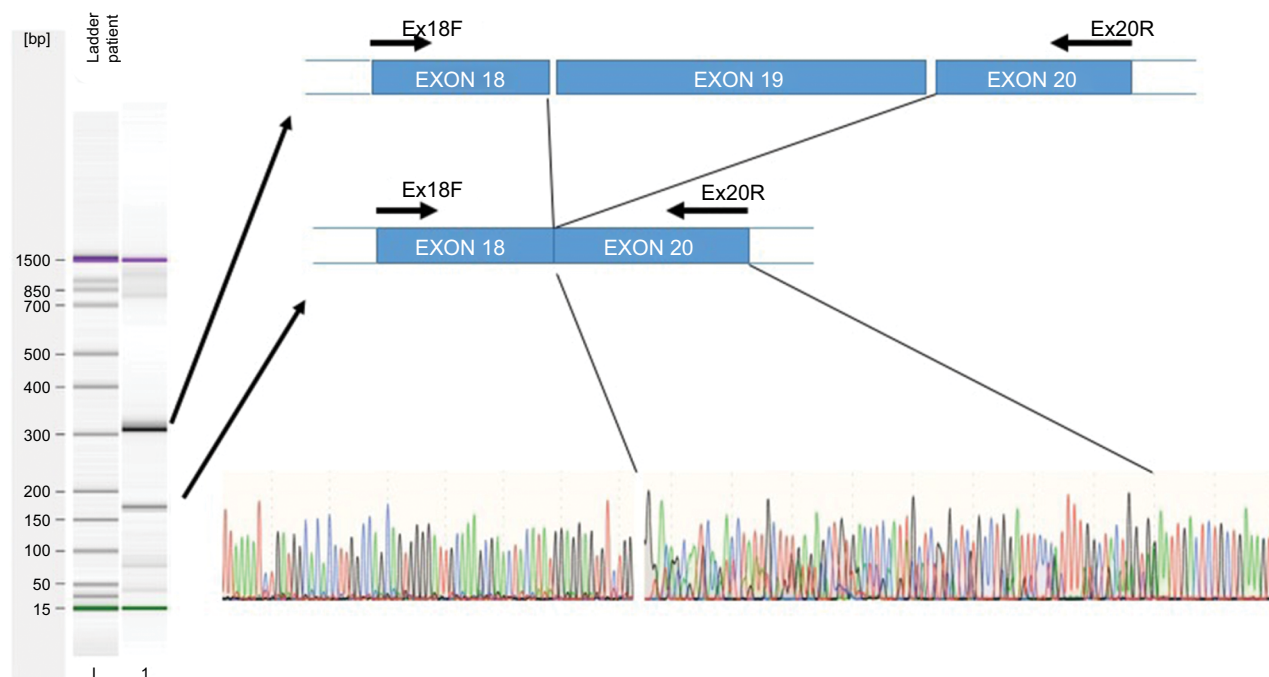 [bp]
Ladder
patient
1500
850
700
500
400
300
200
150
100
50
15
L
1
Ex18F
Ex20R
EXON 18
EXON 19
EXON 20
Ex18F
Ex20R
EXON 18
EXON 20